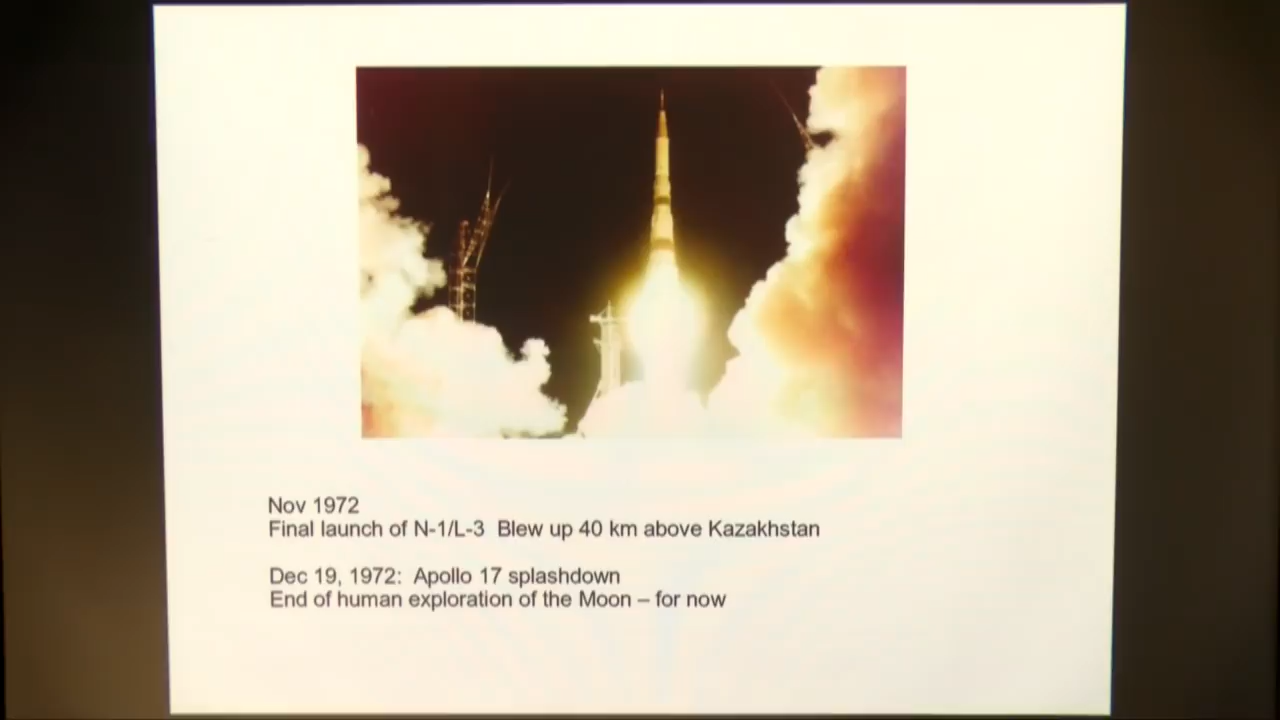 Nov 1972
Final launch of N-1/L-3 Blew up 40 km above Kazakhstan
Dec 19, 1972: Apollo 17 splashdown
End of human exploration of the Moon – for now